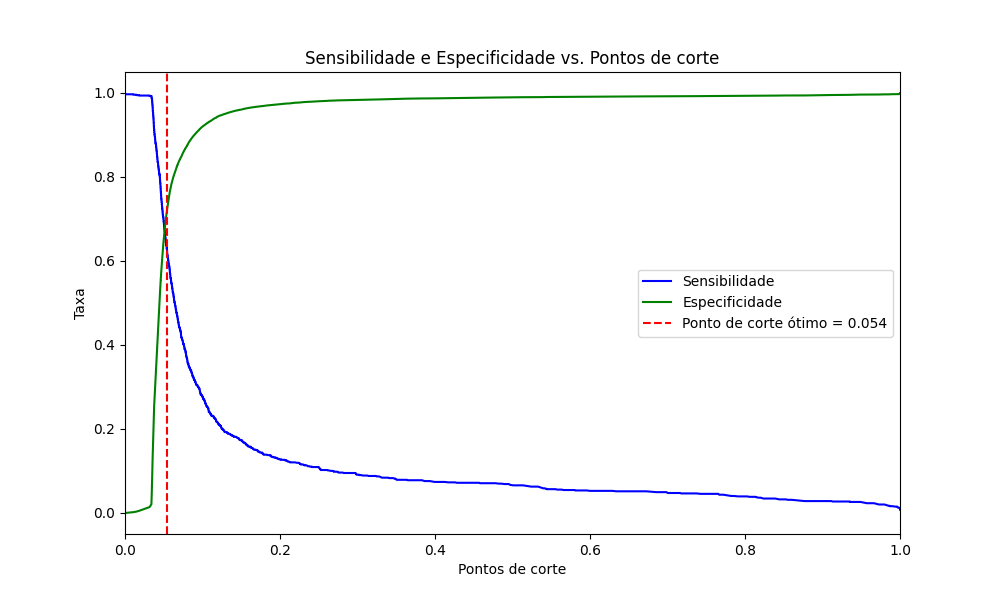 Sensibilidade e Especificidade vs. Pontos de corte
1.0
0.8
0.6
0.4
0.2
0.0
Taxa
Sensibilidade
Especificidade
Ponto de corte ótimo = 0.054
0.0 0.2 0.4 0.6 0.8 1.0
Pontos de corte